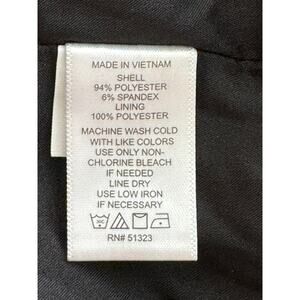 MADE IN VIETNAM
SHELL
94% POLYESTER
6% SPANDEX
LINING
100% POLYESTER
MACHINE WASH COLD
WITH LIKE COLORS
USE ONLY NON-
CHLORINE BLEACH
IF NEEDED
LINE DRY
USE LOW IRON
IF NECESSARY
RN# 51323